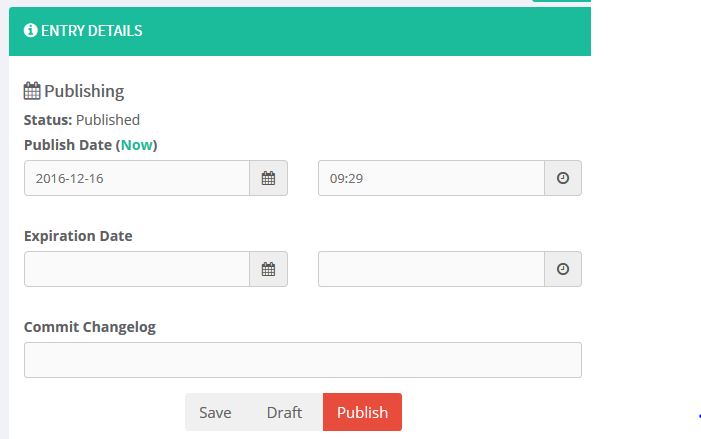 ENTRY DETAILS
Publishing
Status: Published
Publish Date (Now)
2016-12-16 09:29
Expiration Date
Commit Changelog
Save Draft Publish